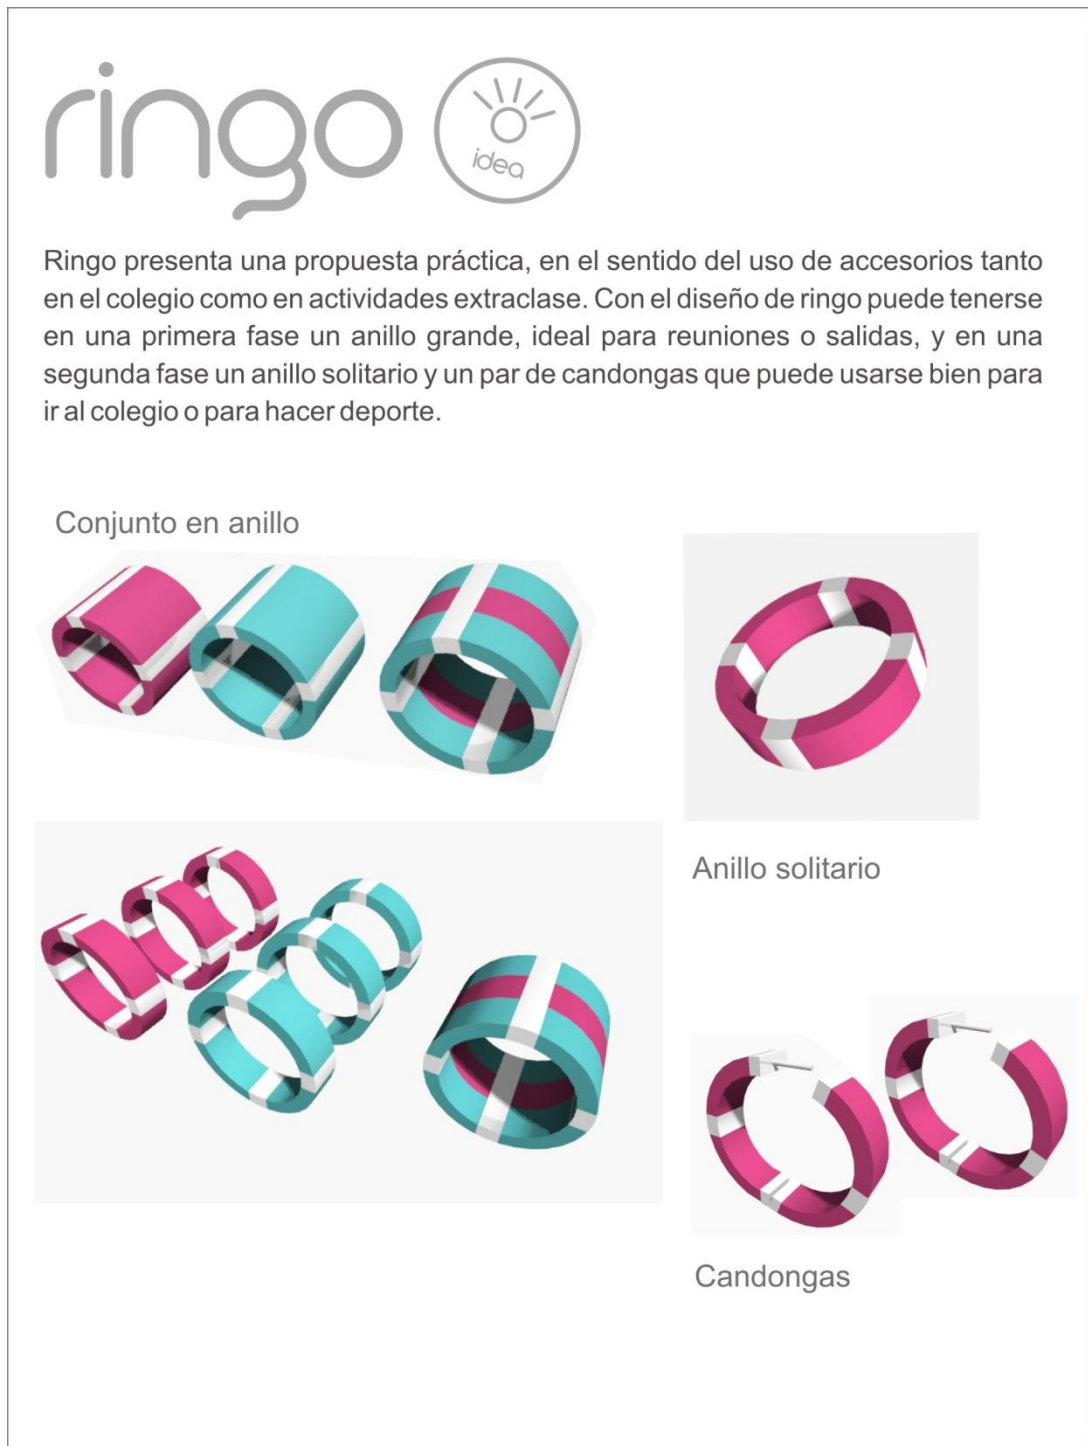 ringo
idea
Ringo presenta una propuesta práctica, en el sentido del uso de accesorios tanto
en el colegio como en actividades extraclase. Con el diseño de ringo puede tenerse
en una primera fase un anillo grande, ideal para reuniones o salidas, y en una
segunda fase un anillo solitario y un par de candongas que puede usarse bien para
ir al colegio o para hacer deporte.
Conjunto en anillo
Anillo solitario
Candongas